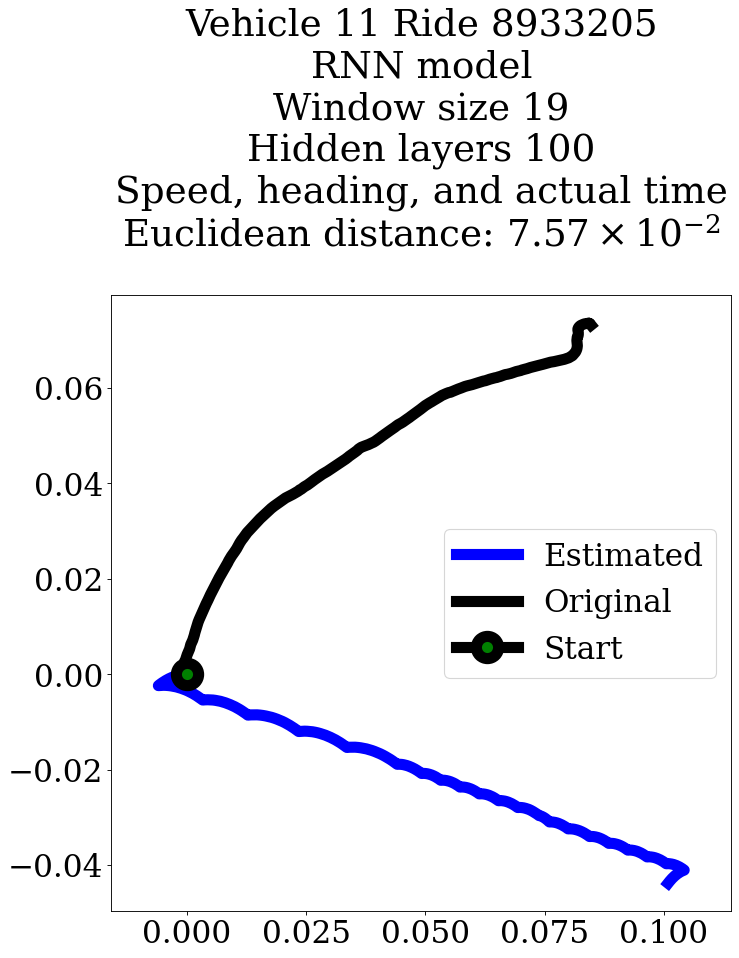 Vehicle 11 Ride 8933205
RNN model
Window size 19
Hidden layers 100
Speed, heading, and actual time
Euclidean distance: 7.57 × 10⁻²
0.06
0.04
0.02
0.00
−0.02
−0.04
Estimated
Original
Start
0.000 0.025 0.050 0.075 0.100